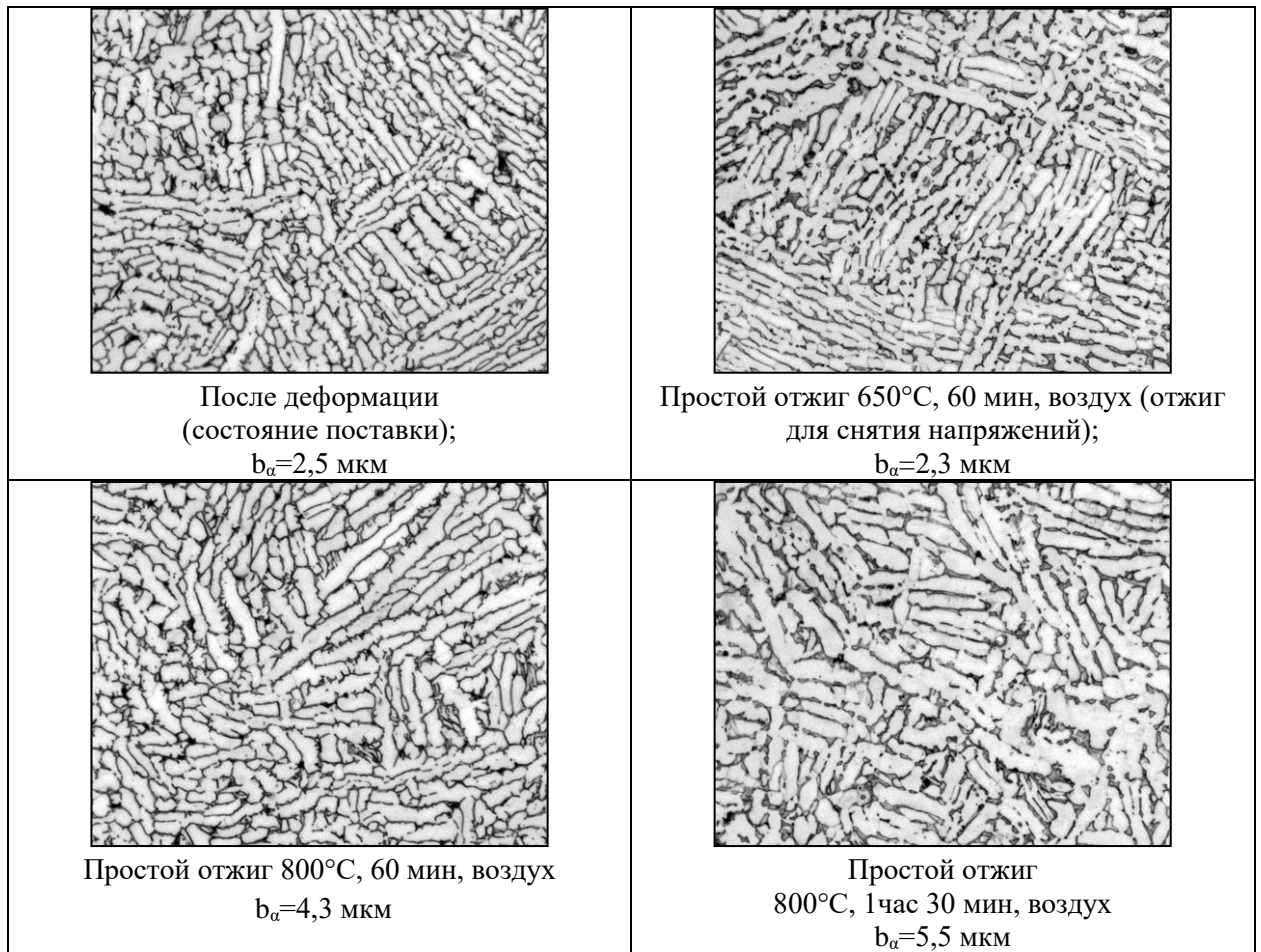 После деформации
(состояние поставки);
bα=2,5 мкм
Простой отжиг 650°С, 60 мин, воздух (отжиг
для снятия напряжений);
bα=2,3 мкм
Простой отжиг 800°С, 60 мин, воздух
bα=4,3 мкм
Простой отжиг
800°С, 1час 30 мин, воздух
bα=5,5 мкм